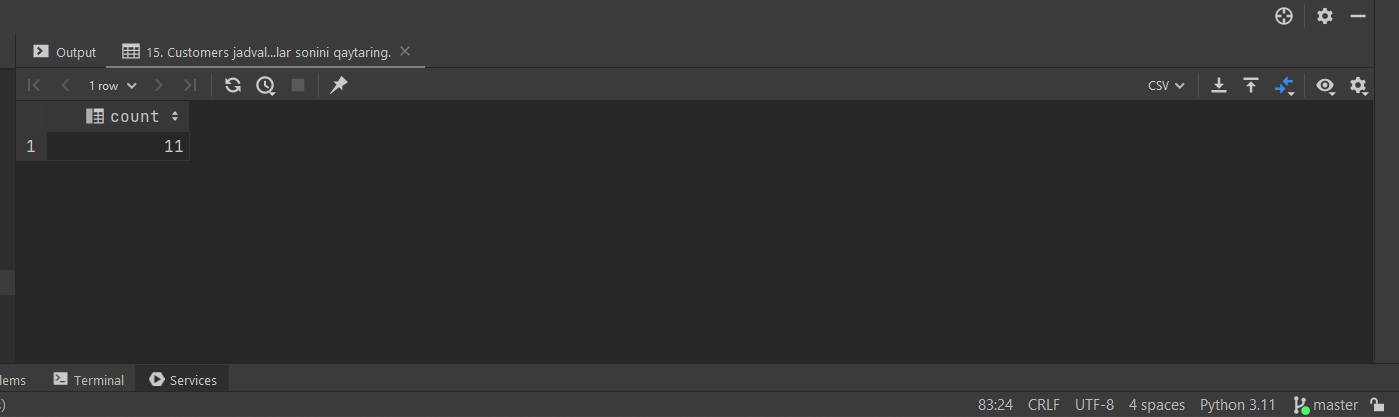 Output
15. Customers jadval...lar sonini qaytaring.
1 row
CSV
count
1 11
lems
Terminal
Services
)
83:24 CRLF UTF-8 4 spaces Python 3.11 master